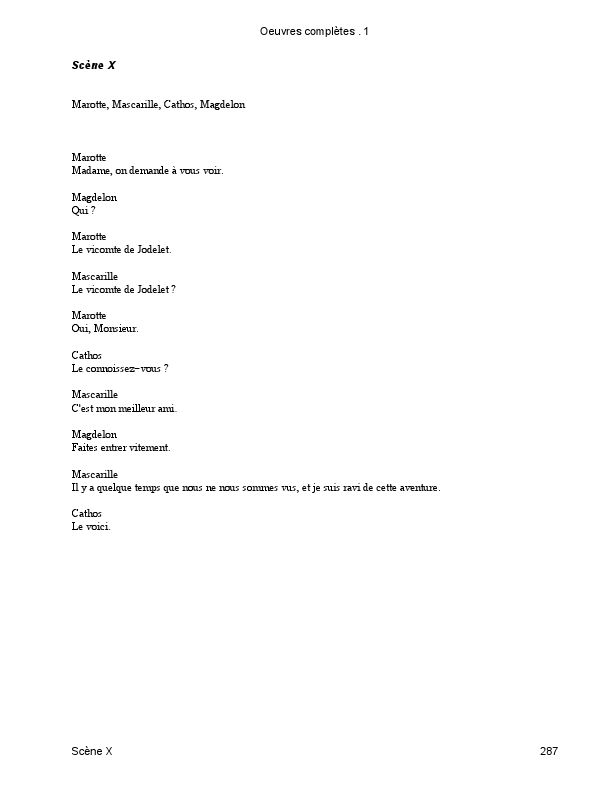 Oeuvres complètes . 1
Scène X
Marotte, Mascarille, Cathos, Magdelon
Marotte
Madame, on demande à vous voir.
Magdelon
Qui ?
Marotte
Le vicomte de Jodelet.
Mascarille
Le vicomte de Jodelet ?
Marotte
Oui, Monsieur.
Cathos
Le connoissez-vous ?
Mascarille
C'est mon meilleur ami.
Magdelon
Faites entrer vitement.
Mascarille
Il y a quelque temps que nous ne nous sommes vus, et je suis ravi de cette aventure.
Cathos
Le voici.
Scène X 287